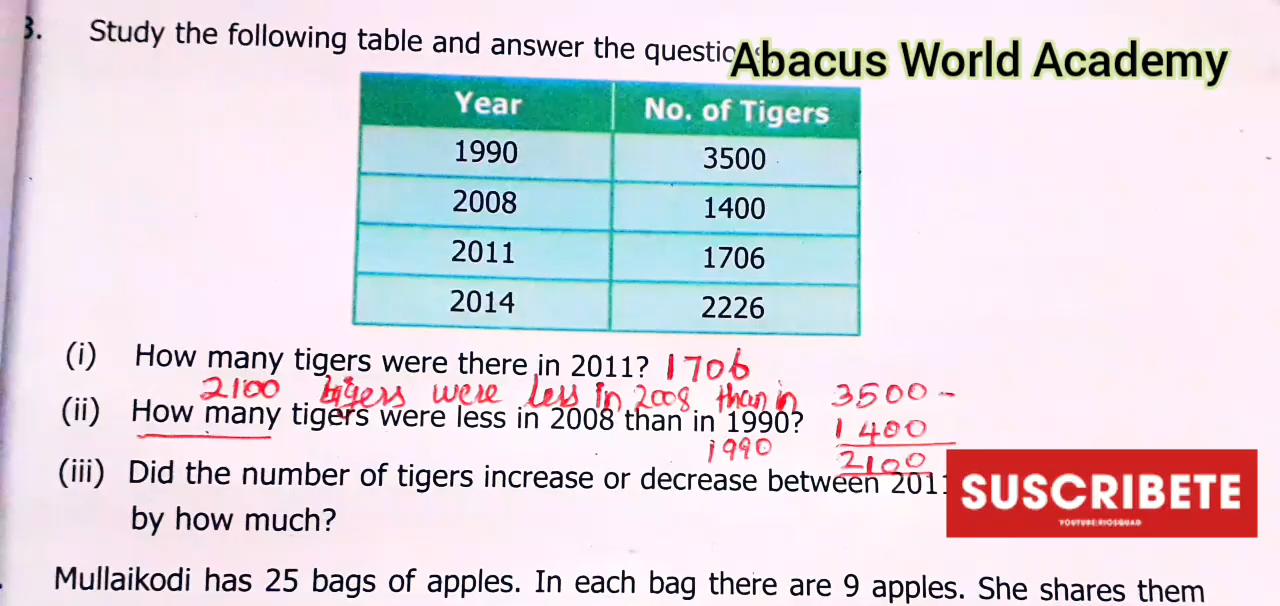 3. Study the following table and answer the questio
Abacus World Academy
Year No. of Tigers
1990 3500
2008 1400
2011 1706
2014 2226
(i) How many tigers were there in 2011? 1706
2100 tigers were less in 2008 than in 3500 -
(ii) How many tigers were less in 2008 than in 1990? 1400
1990 2100
(iii) Did the number of tigers increase or decrease between 201
SUSCRIBETE
YOUTUBE:RIOSQUAD
by how much?
Mullaikodi has 25 bags of apples. In each bag there are 9 apples. She shares them